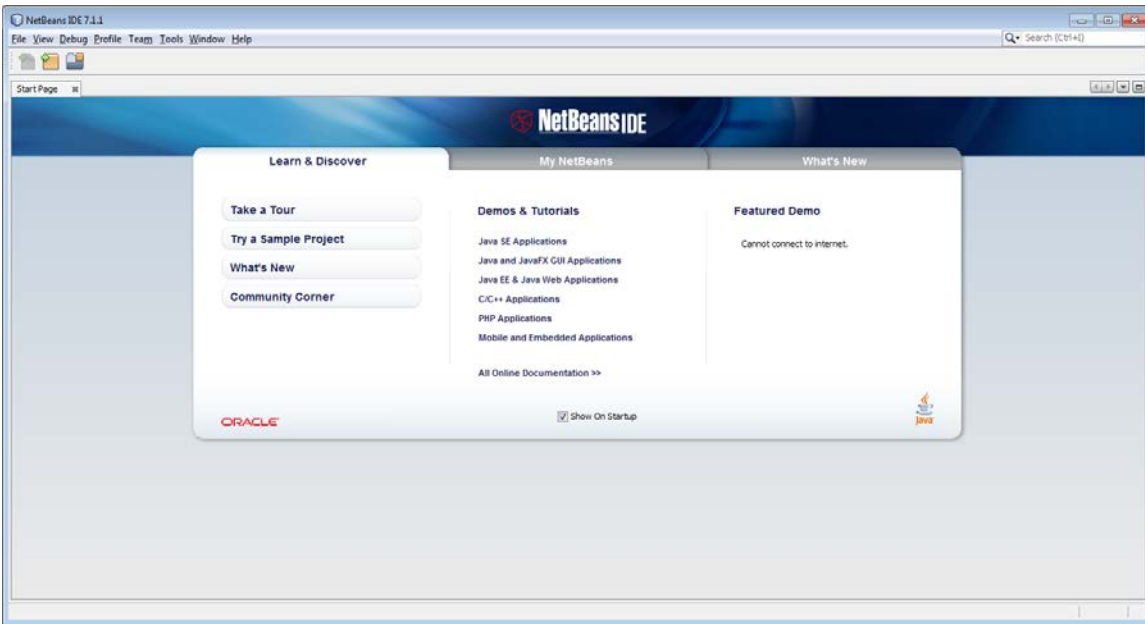 NetBeans IDE 7.1.1
File View Debug Profile Team Tools Window Help
Search (Ctrl+I)
Start Page
NetBeans IDE
Learn & Discover
My NetBeans
What's New
Take a Tour
Try a Sample Project
What's New
Community Corner
Demos & Tutorials
Java SE Applications
Java and JavaFX GUI Applications
Java EE & Java Web Applications
C/C++ Applications
PHP Applications
Mobile and Embedded Applications
All Online Documentation >>
Featured Demo
Cannot connect to internet.
ORACLE
Show On Startup
Java